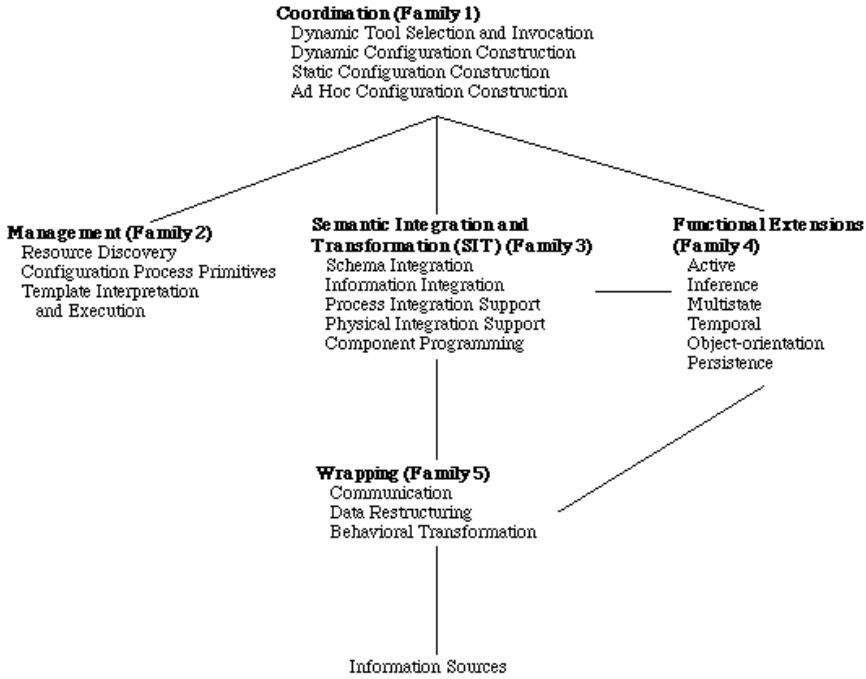 Coordination (Family 1)
Dynamic Tool Selection and Invocation
Dynamic Configuration Construction
Static Configuration Construction
Ad Hoc Configuration Construction
Management (Family 2)
Resource Discovery
Configuration Process Primitives
Template Interpretation
and Execution
Semantic Integration and
Transformation (SIT) (Family 3)
Schema Integration
Information Integration
Process Integration Support
Physical Integration Support
Component Programming
Functional Extensions
(Family 4)
Active
Inference
Multistate
Temporal
Object-orientation
Persistence
Wrapping (Family 5)
Communication
Data Restructuring
Behavioral Transformation
Information Sources